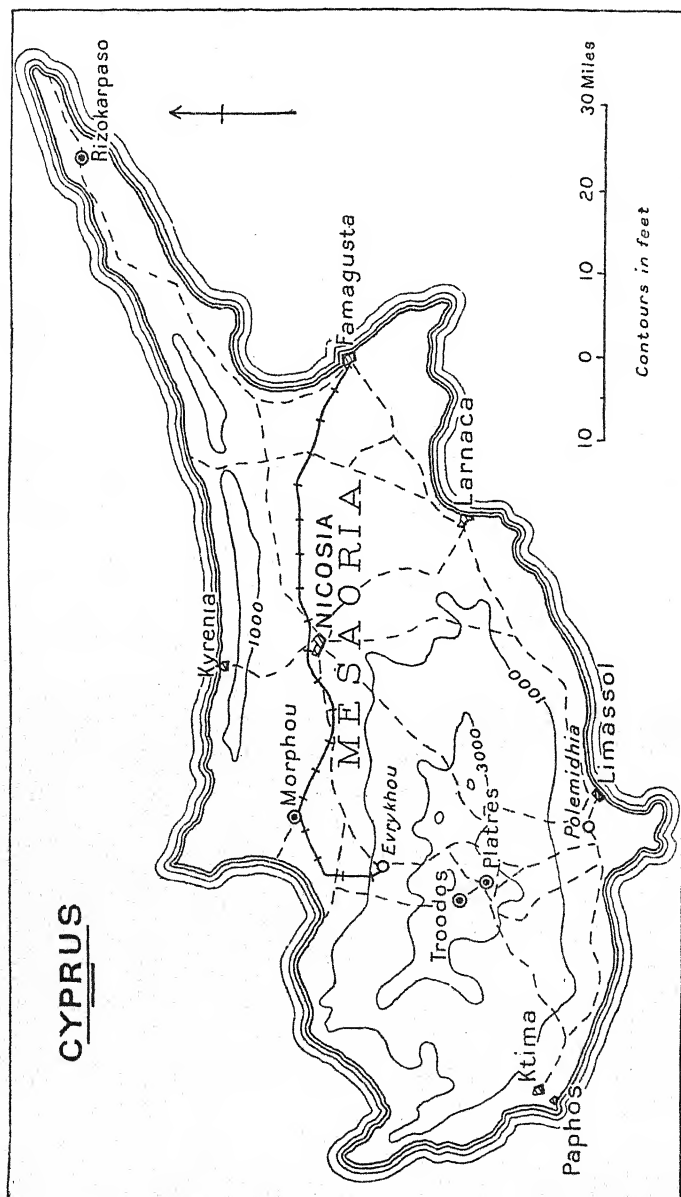 CYPRUS
Rizokarpaso
Kyrenia
1000
Morphou
NICOSIA
MESAORIA
Famagusta
Evrykhou
Larnaca
Troodos
Platres
3000
1000
Ktima
Paphos
Polemidhia
Limassol
10 0 10 20 30 Miles
Contours in feet